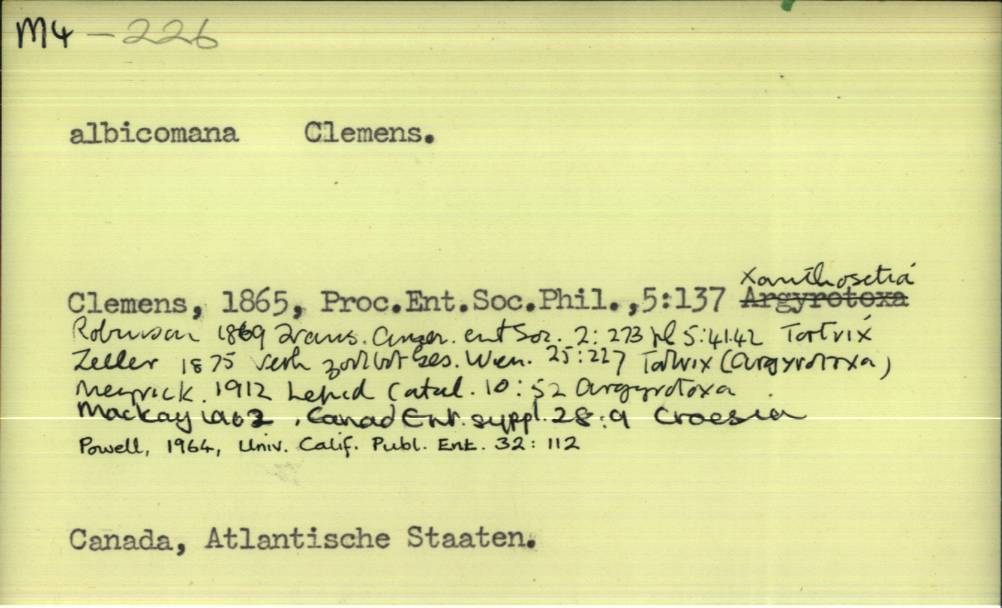 M4-226
albicomana Clemens.
Xanthosetia
Clemens, 1865, Proc.Ent.Soc.Phil.,5:137 Argyrotoxa
Robinson 1869 Trans. Amer. ent Soc. 2: 273 pl 5:41.42 Tortrix
Zeller 1875 Verh zool bot Ges. Wien. 25:227 Tortrix (Argyrotoxa)
Meyrick. 1912 Lepid Catal. 10:52 Argyrotoxa
Mackay 1962. Canad Ent. suppl. 28:9 Croesia
Powell, 1964, Univ. Calif. Publ. Ent. 32: 112
Canada, Atlantische Staaten.